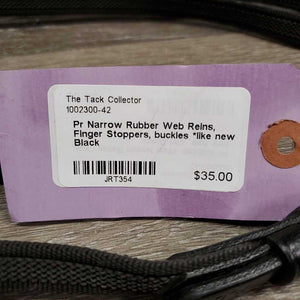 The Tack Collector
1002300-42
Pr Narrow Rubber Web Reins,
Finger Stoppers, buckles *like new
Black
JRT354
$35.00